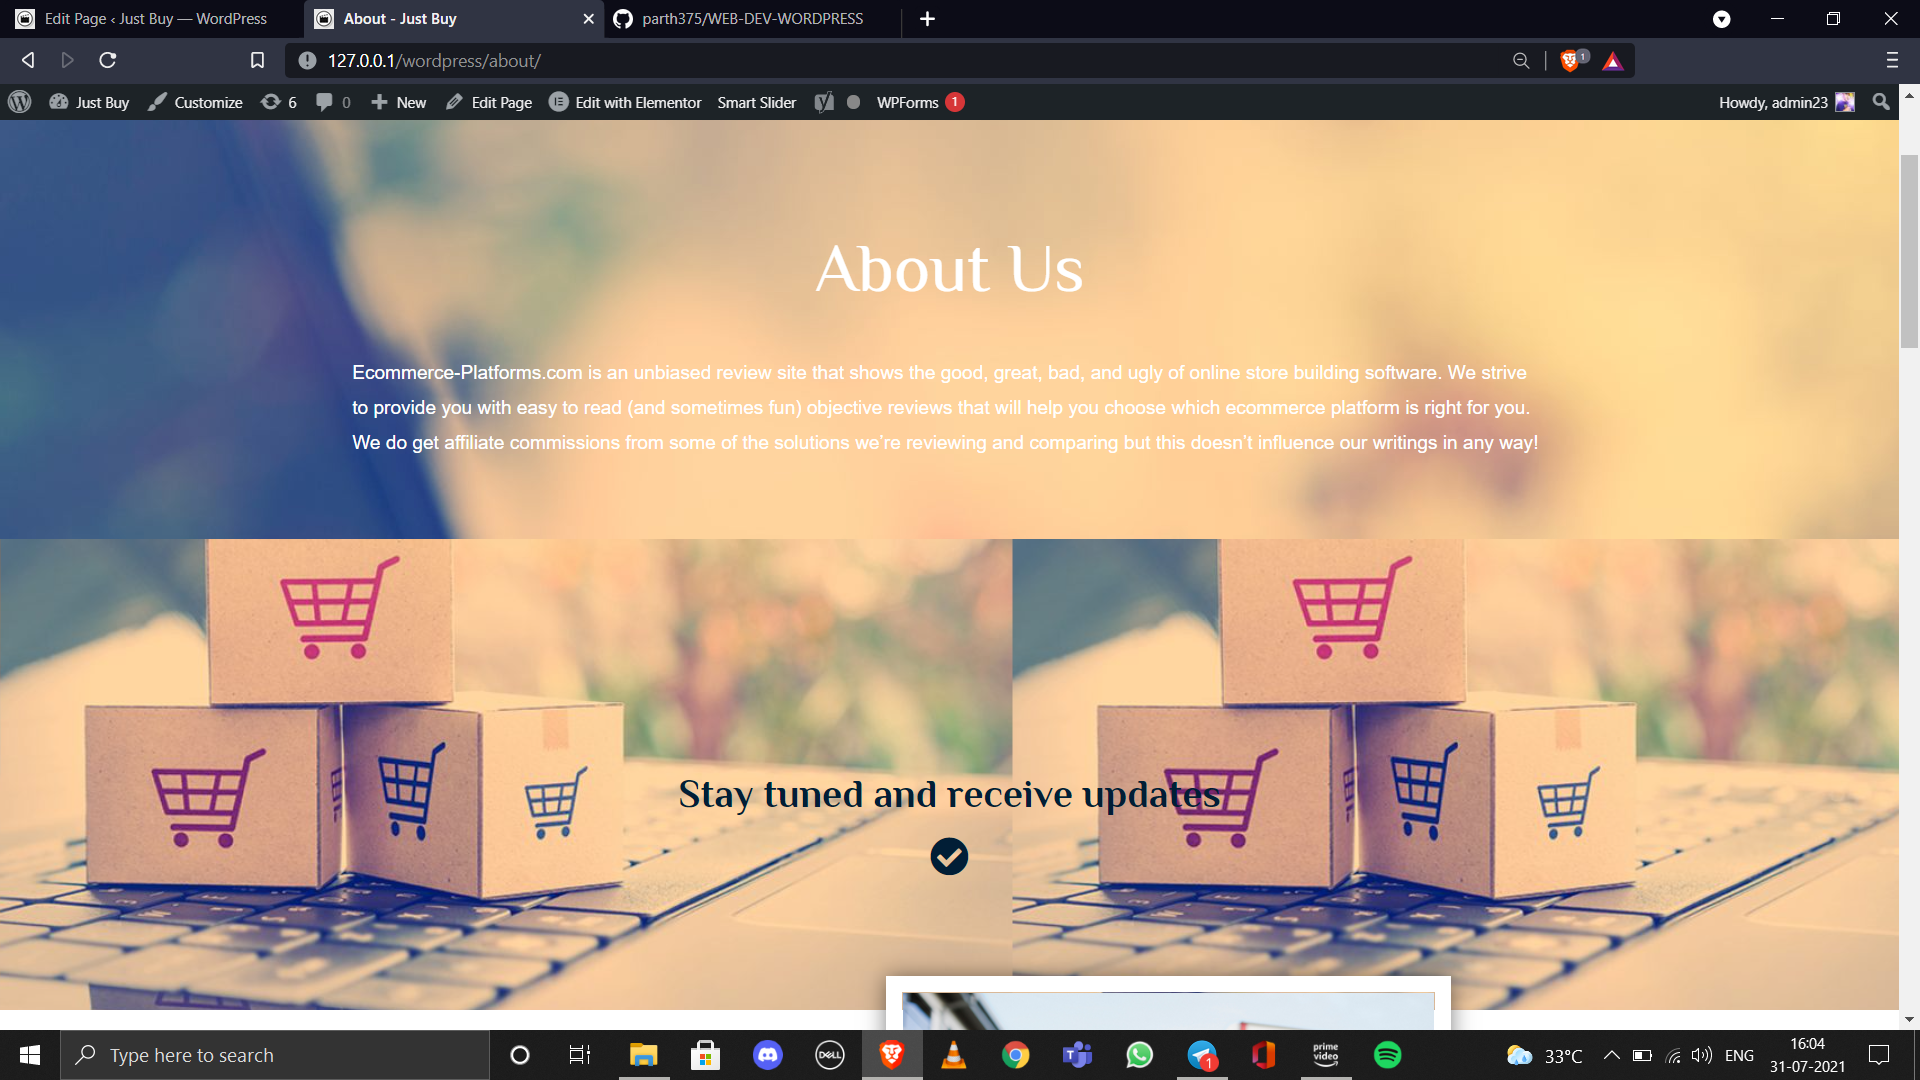 Edit Page ‹ Just Buy — WordPress
About - Just Buy
parth375/WEB-DEV-WORDPRESS
127.0.0.1/wordpress/about/
1
Just Buy
Customize
6
0
New
Edit Page
Edit with Elementor
Smart Slider
WPForms 1
Howdy, admin23
About Us
Ecommerce-Platforms.com is an unbiased review site that shows the good, great, bad, and ugly of online store building software. We strive
to provide you with easy to read (and sometimes fun) objective reviews that will help you choose which ecommerce platform is right for you.
We do get affiliate commissions from some of the solutions we’re reviewing and comparing but this doesn’t influence our writings in any way!
Stay tuned and receive updates
Type here to search
DELL
1
prime
video
33°C
ENG
16:04
31-07-2021